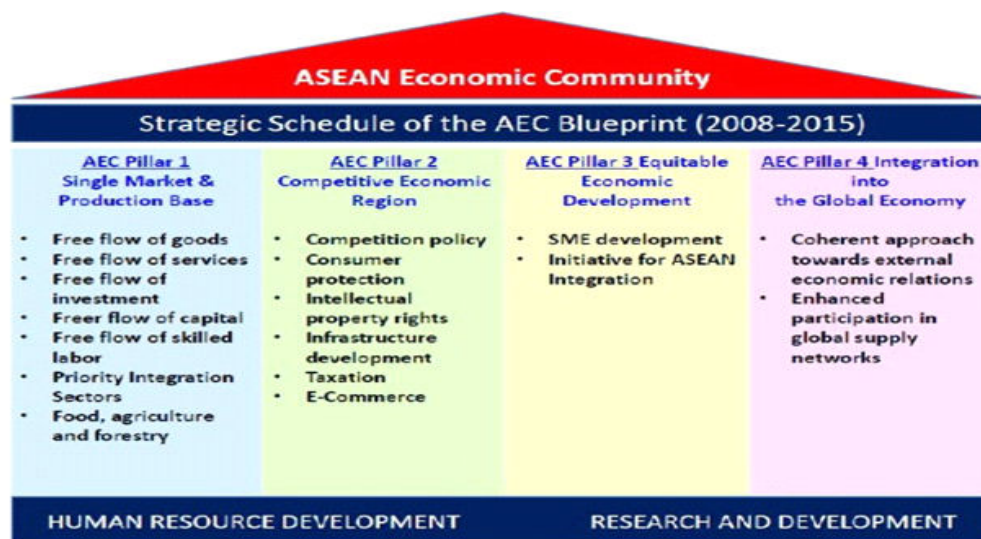 ASEAN Economic Community
Strategic Schedule of the AEC Blueprint (2008-2015)
AEC Pillar 1
Single Market &
Production Base
• Free flow of goods
• Free flow of services
• Free flow of
investment
• Freer flow of capital
• Free flow of skilled
labor
• Priority Integration
Sectors
• Food, agriculture
and forestry
AEC Pillar 2
Competitive Economic
Region
• Competition policy
• Consumer
protection
• Intellectual
property rights
• Infrastructure
development
• Taxation
• E-Commerce
AEC Pillar 3 Equitable
Economic
Development
• SME development
• Initiative for ASEAN
Integration
AEC Pillar 4 Integration
into
the Global Economy
• Coherent approach
towards external
economic relations
• Enhanced
participation in
global supply
networks
HUMAN RESOURCE DEVELOPMENT
RESEARCH AND DEVELOPMENT